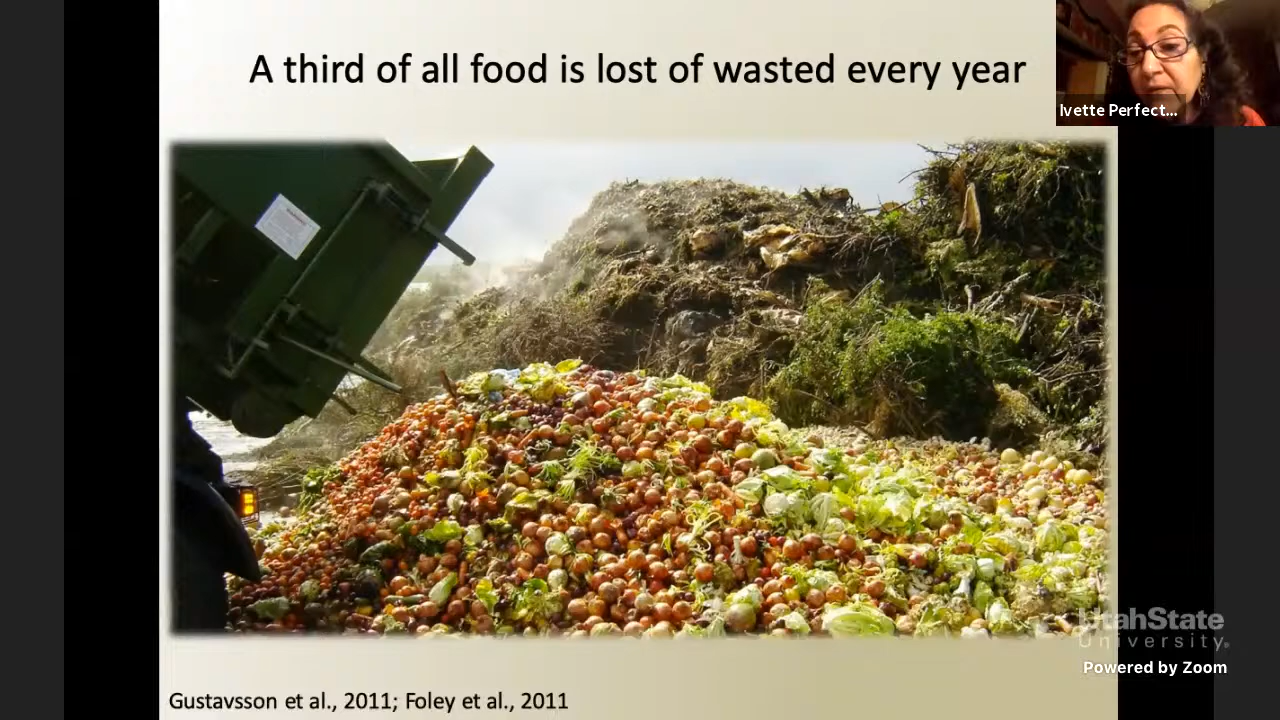 A third of all food is lost of wasted every year
Ivette Perfect...
UtahState
University
Powered by Zoom
Gustavsson et al., 2011; Foley et al., 2011